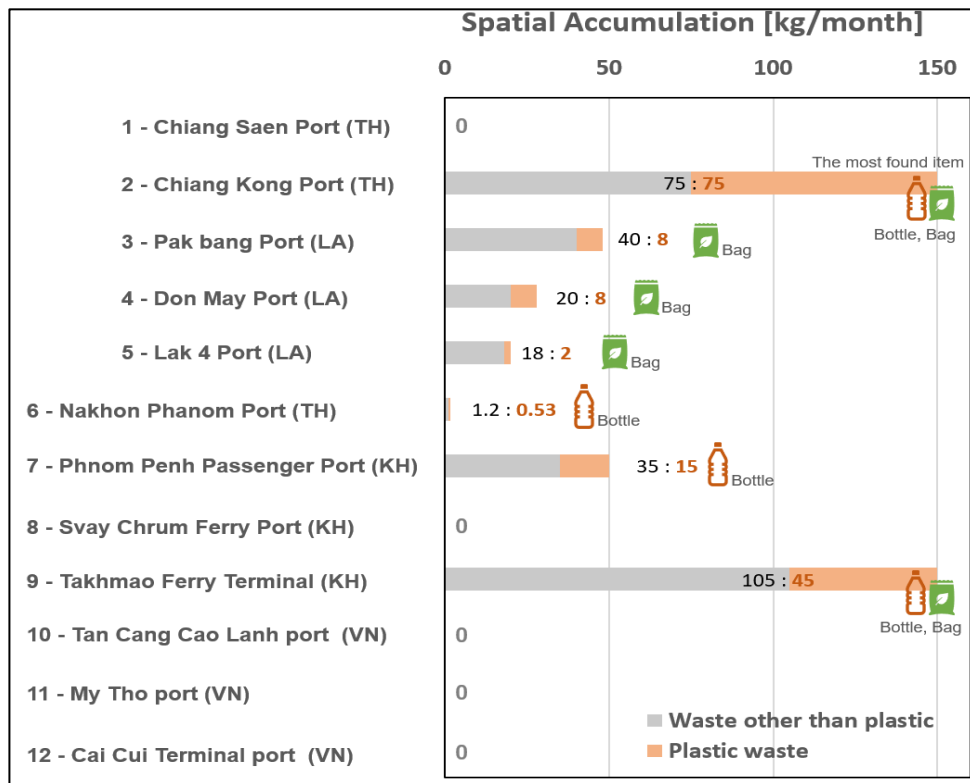 Spatial Accumulation [kg/month]
0 50 100 150
1 - Chiang Saen Port (TH) 0
The most found item
2 - Chiang Kong Port (TH) 75 : 75
Bottle, Bag
3 - Pak bang Port (LA) 40 : 8 Bag
4 - Don May Port (LA) 20 : 8 Bag
5 - Lak 4 Port (LA) 18 : 2 Bag
6 - Nakhon Phanom Port (TH) 1.2 : 0.53 Bottle
7 - Phnom Penh Passenger Port (KH) 35 : 15 Bottle
8 - Svay Chrum Ferry Port (KH) 0
9 - Takhmao Ferry Terminal (KH) 105 : 45
Bottle, Bag
10 - Tan Cang Cao Lanh port (VN) 0
11 - My Tho port (VN) 0
Waste other than plastic
Plastic waste
12 - Cai Cui Terminal port (VN) 0